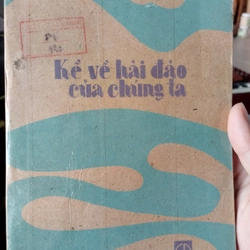 Kể về hải đảo
của chúng ta